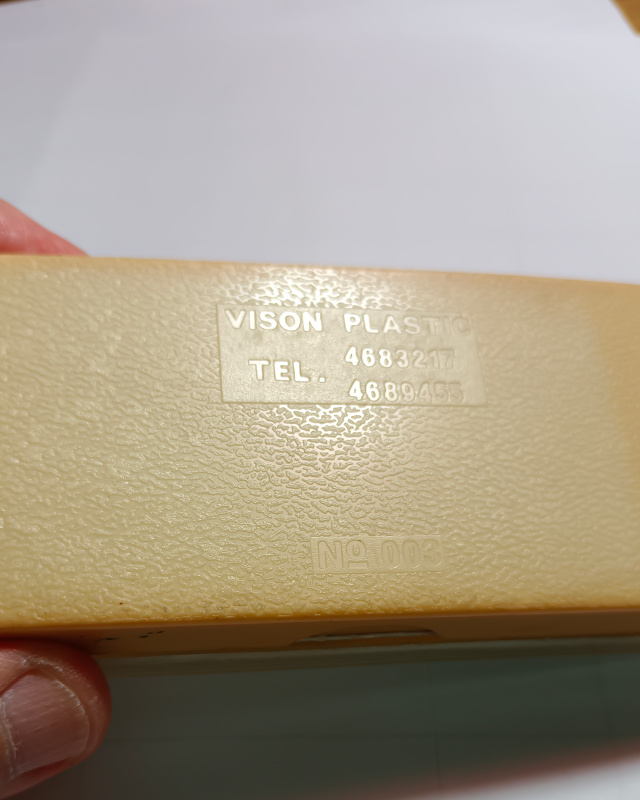 VISON PLASTIC
4683217
TEL.
4689455
No 003